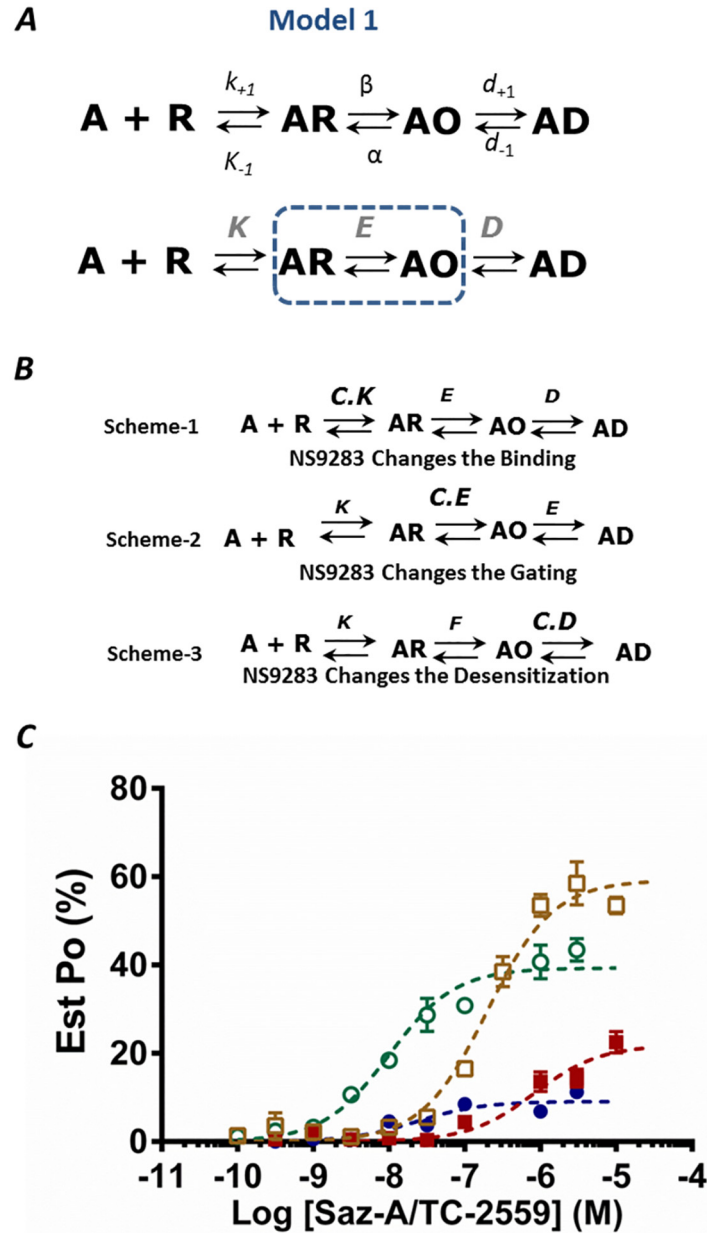 A
Model 1
k+1 β d+1
A + R AR AO AD
K-1 α d-1
K E D
A + R AR AO AD
B
C.K E D
Scheme-1 A + R AR AO AD
NS9283 Changes the Binding
K C.E E
Scheme-2 A + R AR AO AD
NS9283 Changes the Gating
K F C.D
Scheme-3 A + R AR AO AD
NS9283 Changes the Desensitization
C
80
60
40
20
0
Est Po (%)
-11 -10 -9 -8 -7 -6 -5 -4
Log [Saz-A/TC-2559] (M)